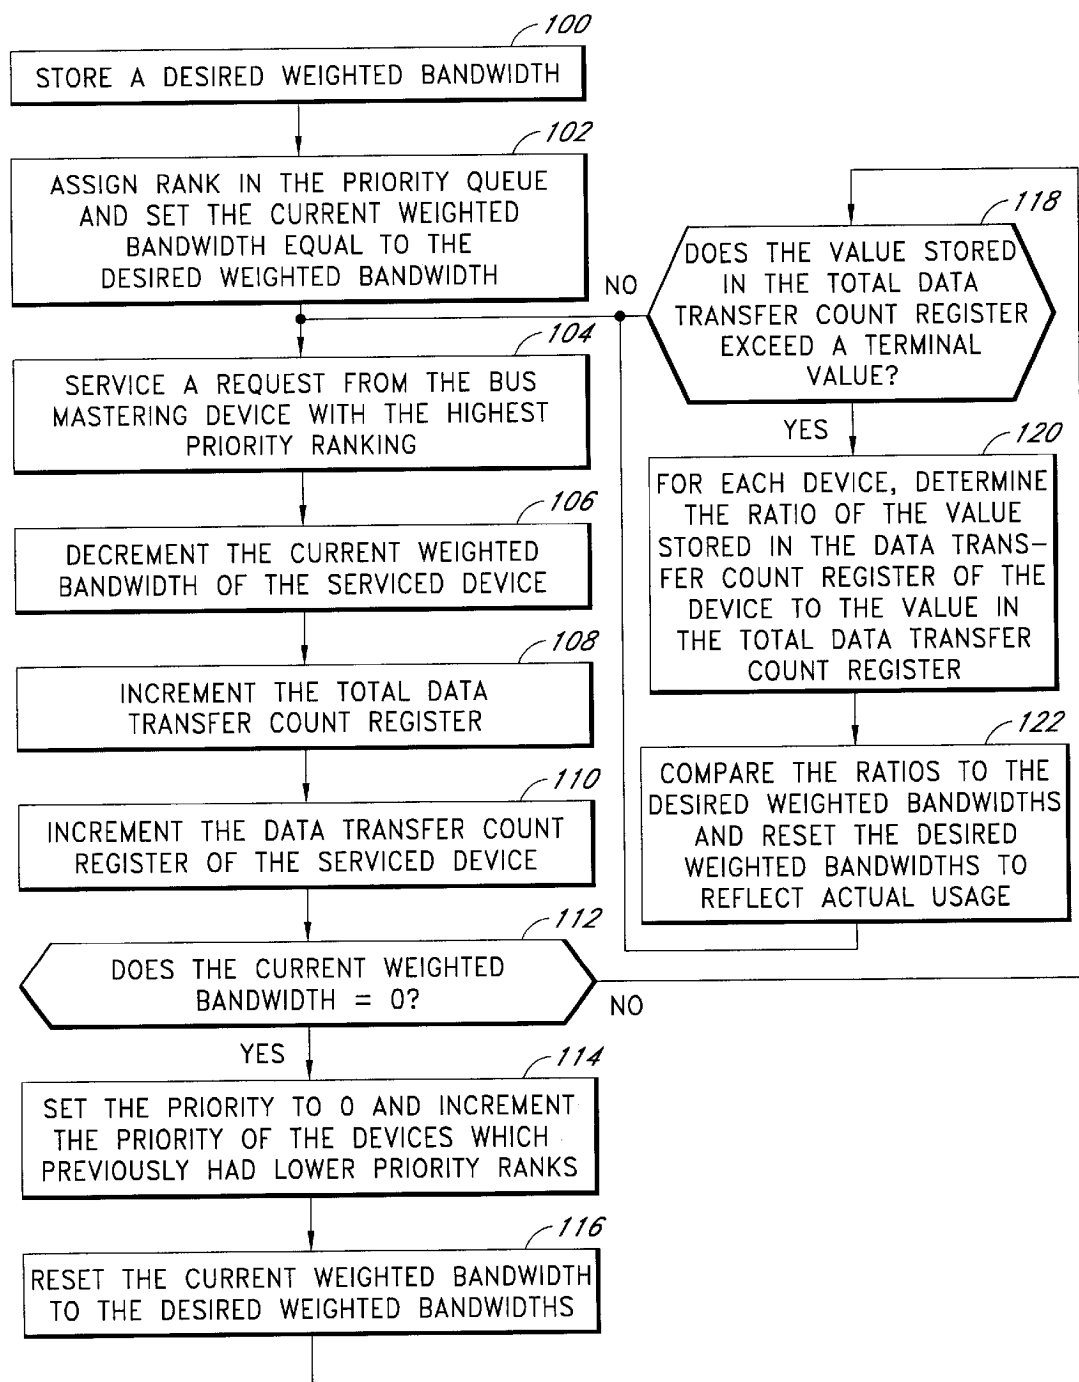 100
STORE A DESIRED WEIGHTED BANDWIDTH
102
ASSIGN RANK IN THE PRIORITY QUEUE
AND SET THE CURRENT WEIGHTED
BANDWIDTH EQUAL TO THE
DESIRED WEIGHTED BANDWIDTH
104
SERVICE A REQUEST FROM THE BUS
MASTERING DEVICE WITH THE HIGHEST
PRIORITY RANKING
106
DECREMENT THE CURRENT WEIGHTED
BANDWIDTH OF THE SERVICED DEVICE
108
INCREMENT THE TOTAL DATA
TRANSFER COUNT REGISTER
110
INCREMENT THE DATA TRANSFER COUNT
REGISTER OF THE SERVICED DEVICE
112
DOES THE CURRENT WEIGHTED
BANDWIDTH = 0?
NO
YES
114
SET THE PRIORITY TO 0 AND INCREMENT
THE PRIORITY OF THE DEVICES WHICH
PREVIOUSLY HAD LOWER PRIORITY RANKS
116
RESET THE CURRENT WEIGHTED BANDWIDTH
TO THE DESIRED WEIGHTED BANDWIDTHS
118
DOES THE VALUE STORED
IN THE TOTAL DATA
TRANSFER COUNT REGISTER
EXCEED A TERMINAL
VALUE?
NO
YES
120
FOR EACH DEVICE, DETERMINE
THE RATIO OF THE VALUE
STORED IN THE DATA TRANS-
FER COUNT REGISTER OF THE
DEVICE TO THE VALUE IN
THE TOTAL DATA TRANSFER
COUNT REGISTER
122
COMPARE THE RATIOS TO THE
DESIRED WEIGHTED BANDWIDTHS
AND RESET THE DESIRED
WEIGHTED BANDWIDTHS TO
REFLECT ACTUAL USAGE